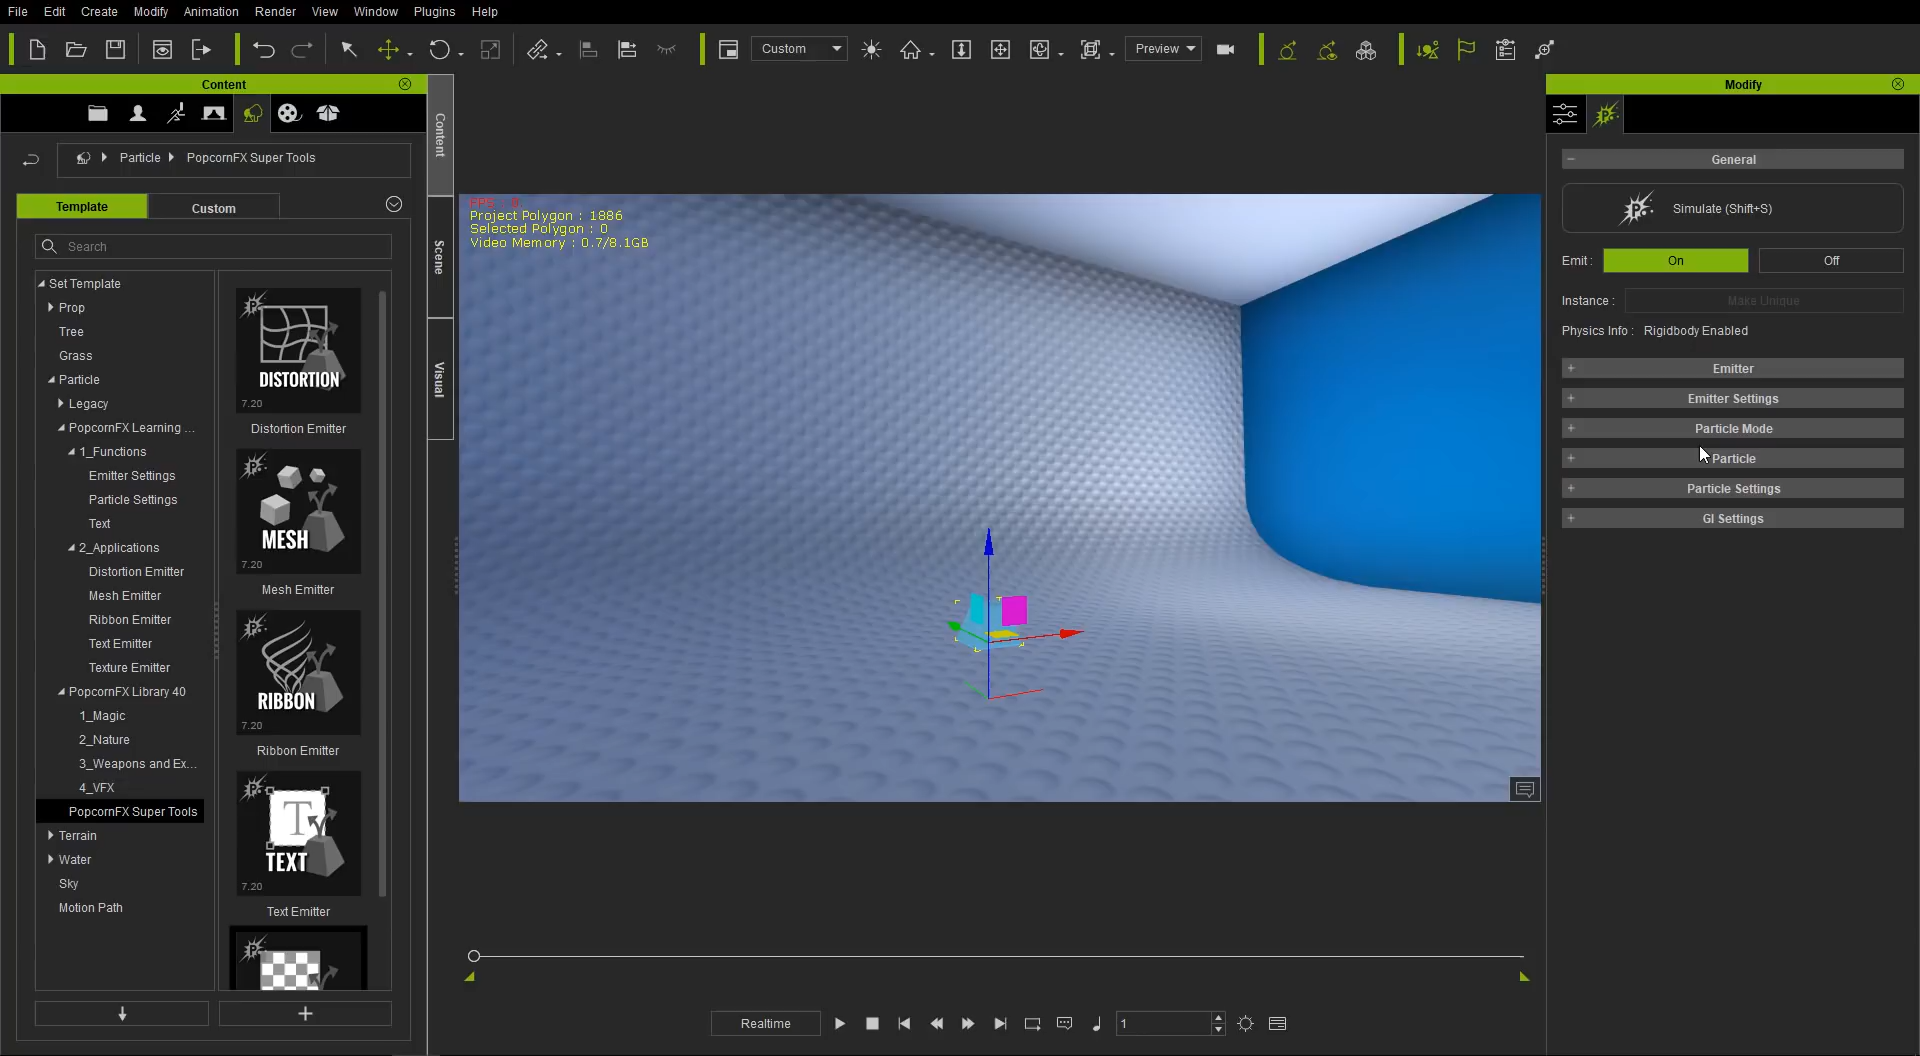 File Edit Create Modify Animation Render View Window Plugins Help
Custom
Preview
Content
Modify
Particle
PopcornFX Super Tools
Template
Custom
Search
Set Template
Prop
Tree
Grass
Particle
Legacy
PopcornFX Learning ...
1_Functions
Emitter Settings
Particle Settings
Text
2_Applications
Distortion Emitter
Mesh Emitter
Ribbon Emitter
Text Emitter
Texture Emitter
PopcornFX Library 40
1_Magic
2_Nature
3_Weapons and Ex...
4_VFX
PopcornFX Super Tools
Terrain
Water
Sky
Motion Path
DISTORTION
7.20
Distortion Emitter
MESH
7.20
Mesh Emitter
RIBBON
7.20
Ribbon Emitter
T
TEXT
7.20
Text Emitter
Content
Scene
Visual
FPS : 0
Project Polygon : 1886
Selected Polygon : 0
Video Memory : 0.7/8.1GB
Realtime
1
General
Simulate (Shift+S)
Emit : On Off
Instance : Make Unique
Physics Info : Rigidbody Enabled
Emitter
Emitter Settings
Particle Mode
Particle
Particle Settings
GI Settings